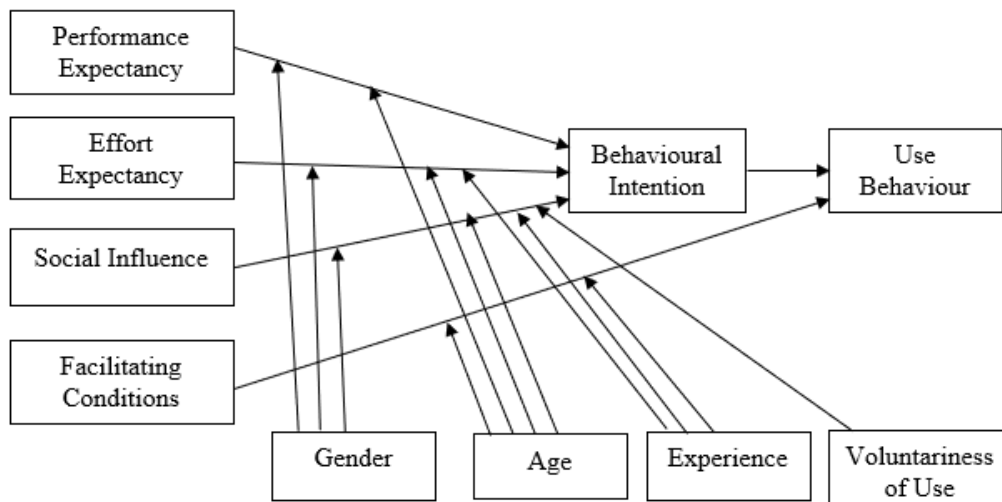 Performance
Expectancy
Effort
Expectancy
Social Influence
Facilitating
Conditions
Behavioural
Intention
Use
Behaviour
Gender
Age
Experience
Voluntariness
of Use